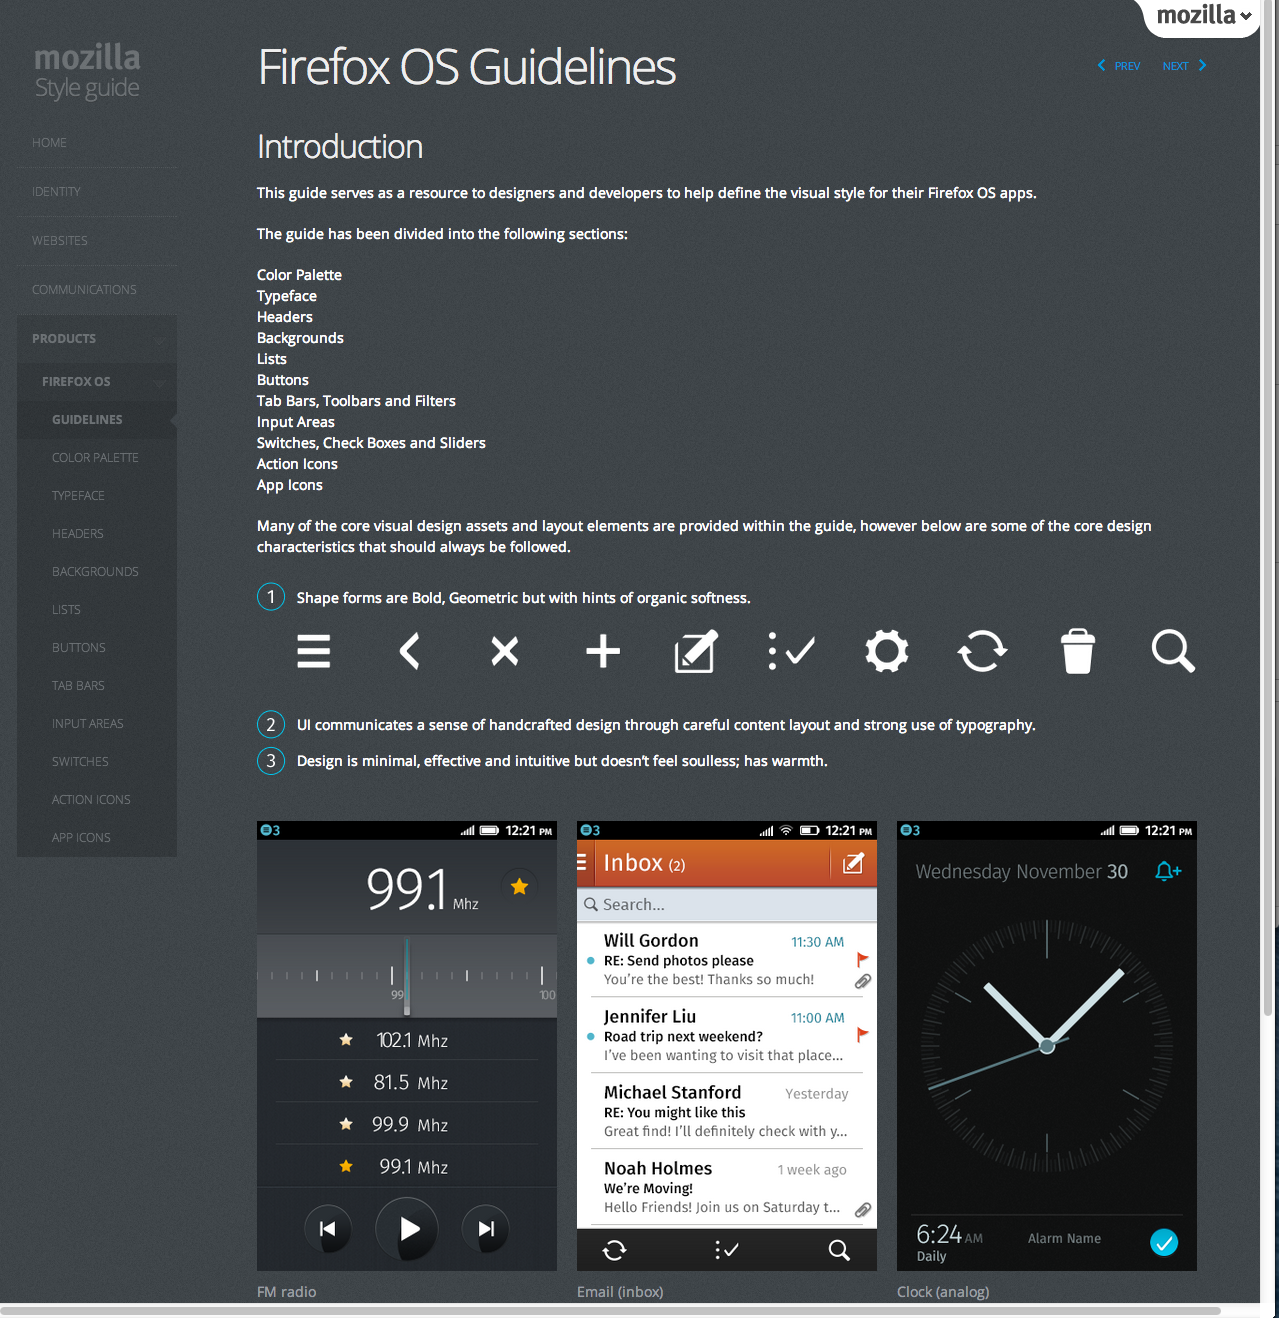 mozilla
mozilla
Style guide
Firefox OS Guidelines
PREV
NEXT
HOME
IDENTITY
WEBSITES
COMMUNICATIONS
PRODUCTS
FIREFOX OS
GUIDELINES
COLOR PALETTE
TYPEFACE
HEADERS
BACKGROUNDS
LISTS
BUTTONS
TAB BARS
INPUT AREAS
SWITCHES
ACTION ICONS
APP ICONS
Introduction
This guide serves as a resource to designers and developers to help define the visual style for their Firefox OS apps.
The guide has been divided into the following sections:
Color Palette
Typeface
Headers
Backgrounds
Lists
Buttons
Tab Bars, Toolbars and Filters
Input Areas
Switches, Check Boxes and Sliders
Action Icons
App Icons
Many of the core visual design assets and layout elements are provided within the guide, however below are some of the core design
characteristics that should always be followed.
1 Shape forms are Bold, Geometric but with hints of organic softness.
2 UI communicates a sense of handcrafted design through careful content layout and strong use of typography.
3 Design is minimal, effective and intuitive but doesn't feel soulless; has warmth.
3 12:21 PM
99.1 Mhz
99 100
102.1 Mhz
81.5 Mhz
99.9 Mhz
99.1 Mhz
FM radio
3 12:21 PM
Inbox (2)
Search...
Will Gordon 11:30 AM
RE: Send photos please
You're the best! Thanks so much!
Jennifer Liu 11:00 AM
Road trip next weekend?
I've been wanting to visit that place...
Michael Stanford Yesterday
RE: You might like this
Great find! I'll definitely check with y...
Noah Holmes 1 week ago
We're Moving!
Hello Friends! Join us on Saturday t...
Email (inbox)
3 12:21 PM
Wednesday November 30
6:24 AM Alarm Name
Daily
Clock (analog)